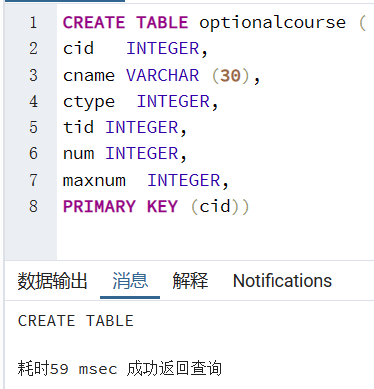 1 CREATE TABLE optionalcourse (
2 cid   INTEGER,
3 cname VARCHAR (30),
4 ctype  INTEGER,
5 tid INTEGER,
6 num INTEGER,
7 maxnum  INTEGER,
8 PRIMARY KEY (cid))
数据输出 消息 解释 Notifications
CREATE TABLE
耗时59 msec 成功返回查询